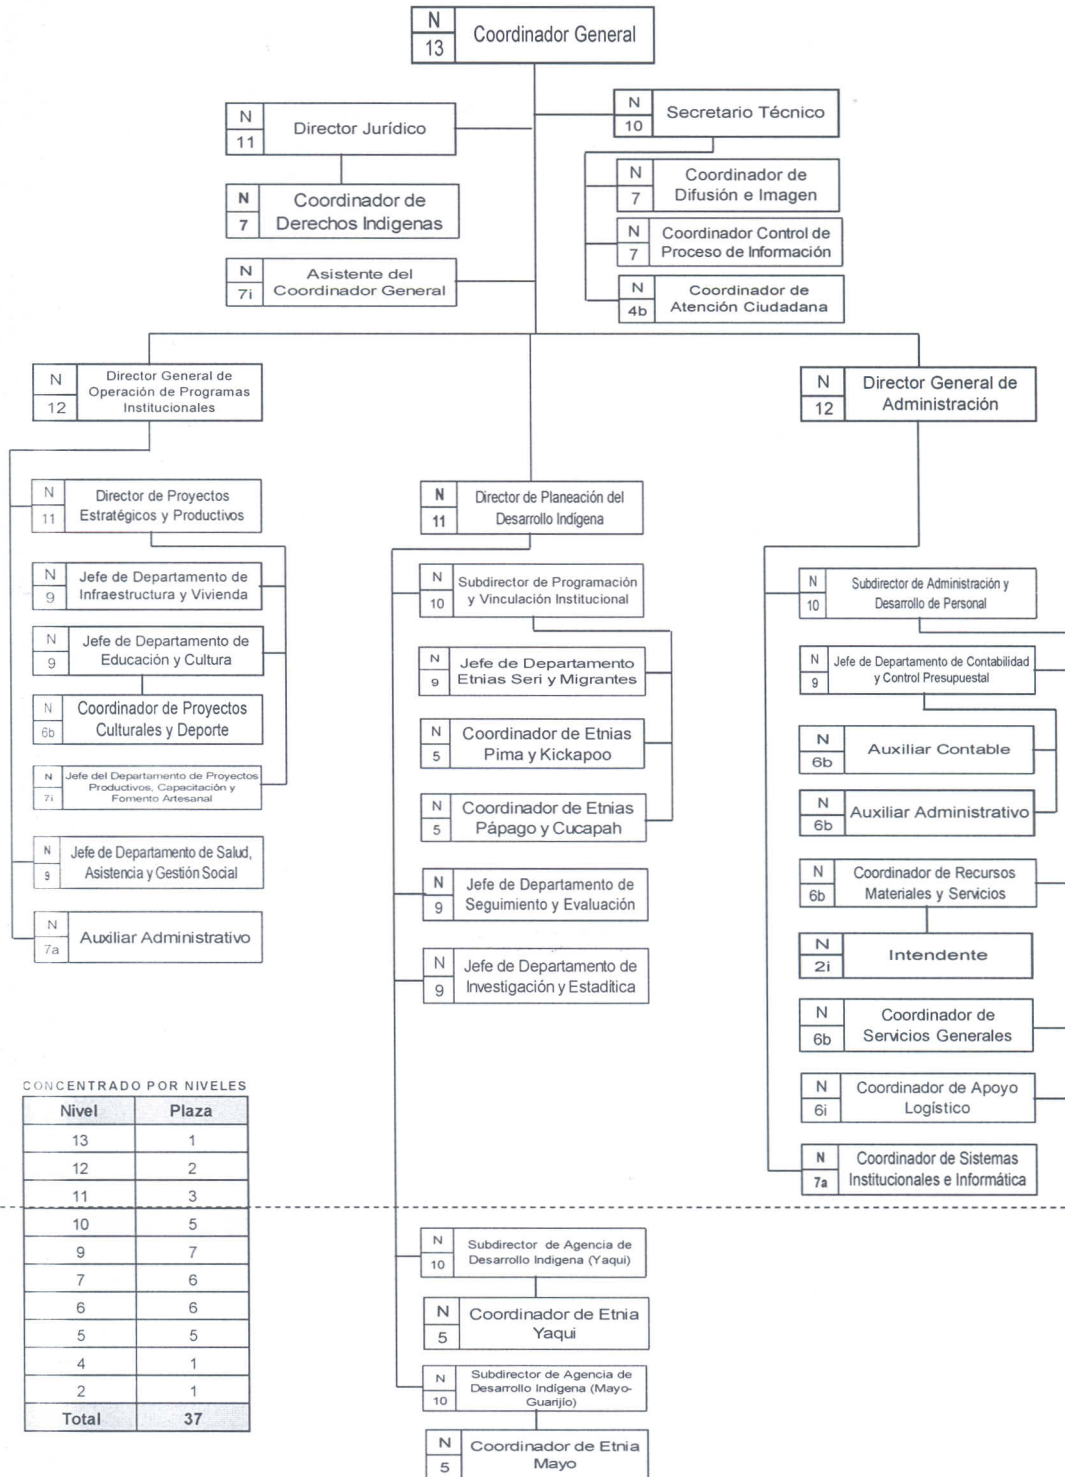 N
13
Coordinador General
N
11
Director Jurídico
N
10
Secretario Técnico
N
7
Coordinador de
Derechos Indigenas
N
7
Coordinador de
Difusión e Imagen
N
7
Coordinador Control de
Proceso de Información
N
7i
Asistente del
Coordinador General
N
4b
Coordinador de
Atención Ciudadana
N
12
Director General de
Operación de Programas
Institucionales
N
12
Director General de
Administración
N
11
Director de Proyectos
Estratégicos y Productivos
N
9
Jefe de Departamento de
Infraestructura y Vivienda
N
9
Jefe de Departamento de
Educación y Cultura
N
6b
Coordinador de Proyectos
Culturales y Deporte
N
7i
Jefe del Departamento de Proyectos
Productivos, Capacitación y
Fomento Artesanal
N
9
Jefe de Departamento de Salud,
Asistencia y Gestión Social
N
7a
Auxiliar Administrativo
N
11
Director de Planeación del
Desarrollo Indígena
N
10
Subdirector de Programación
y Vinculación Institucional
N
9
Jefe de Departamento
Etnias Seri y Migrantes
N
5
Coordinador de Etnias
Pima y Kickapoo
N
5
Coordinador de Etnias
Pápago y Cucapah
N
9
Jefe de Departamento de
Seguimiento y Evaluación
N
9
Jefe de Departamento de
Investigación y Estadítica
N
10
Subdirector de Administración y
Desarrollo de Personal
N
9
Jefe de Departamento de Contabilidad
y Control Presupuestal
N
6b
Auxiliar Contable
N
6b
Auxiliar Administrativo
N
6b
Coordinador de Recursos
Materiales y Servicios
N
2i
Intendente
N
6b
Coordinador de
Servicios Generales
N
6i
Coordinador de Apoyo
Logístico
N
7a
Coordinador de Sistemas
Institucionales e Informática
CONCENTRADO POR NIVELES
Nivel Plaza
13 1
12 2
11 3
10 5
9 7
7 6
6 6
5 5
4 1
2 1
Total 37
N
10
Subdirector de Agencia de
Desarrollo Indigena (Yaqui)
N
5
Coordinador de Etnia
Yaqui
N
10
Subdirector de Agencia de
Desarrollo Indígena (Mayo-
Guarijío)
N
5
Coordinador de Etnia
Mayo